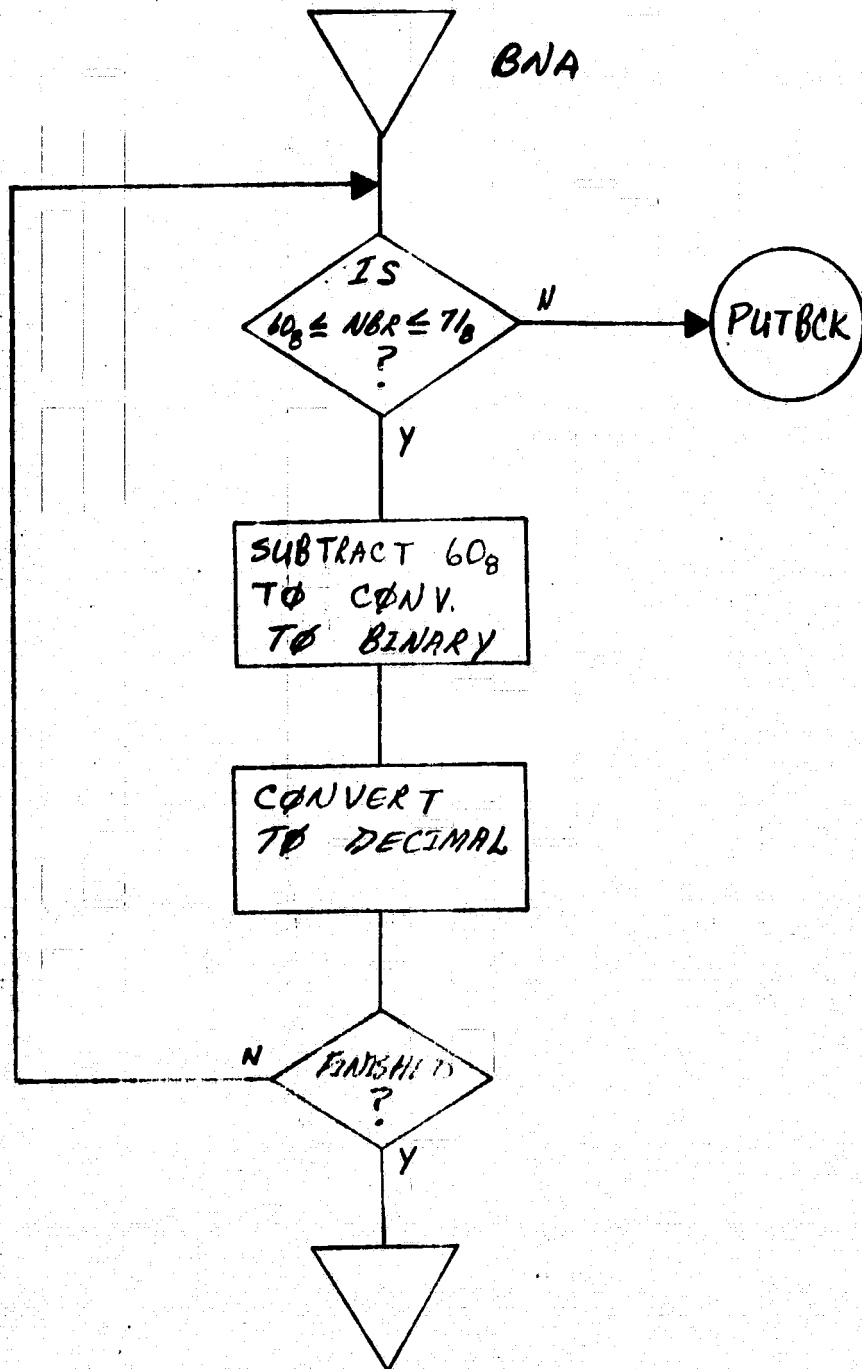 BNA
IS
60₈ ≤ NBR ≤ 71₈
?
N
PUTBCK
Y
SUBTRACT 60₈
TØ CØNV.
TØ BINARY
CØNVERT
TØ DECIMAL
N
FINISHED
?
Y